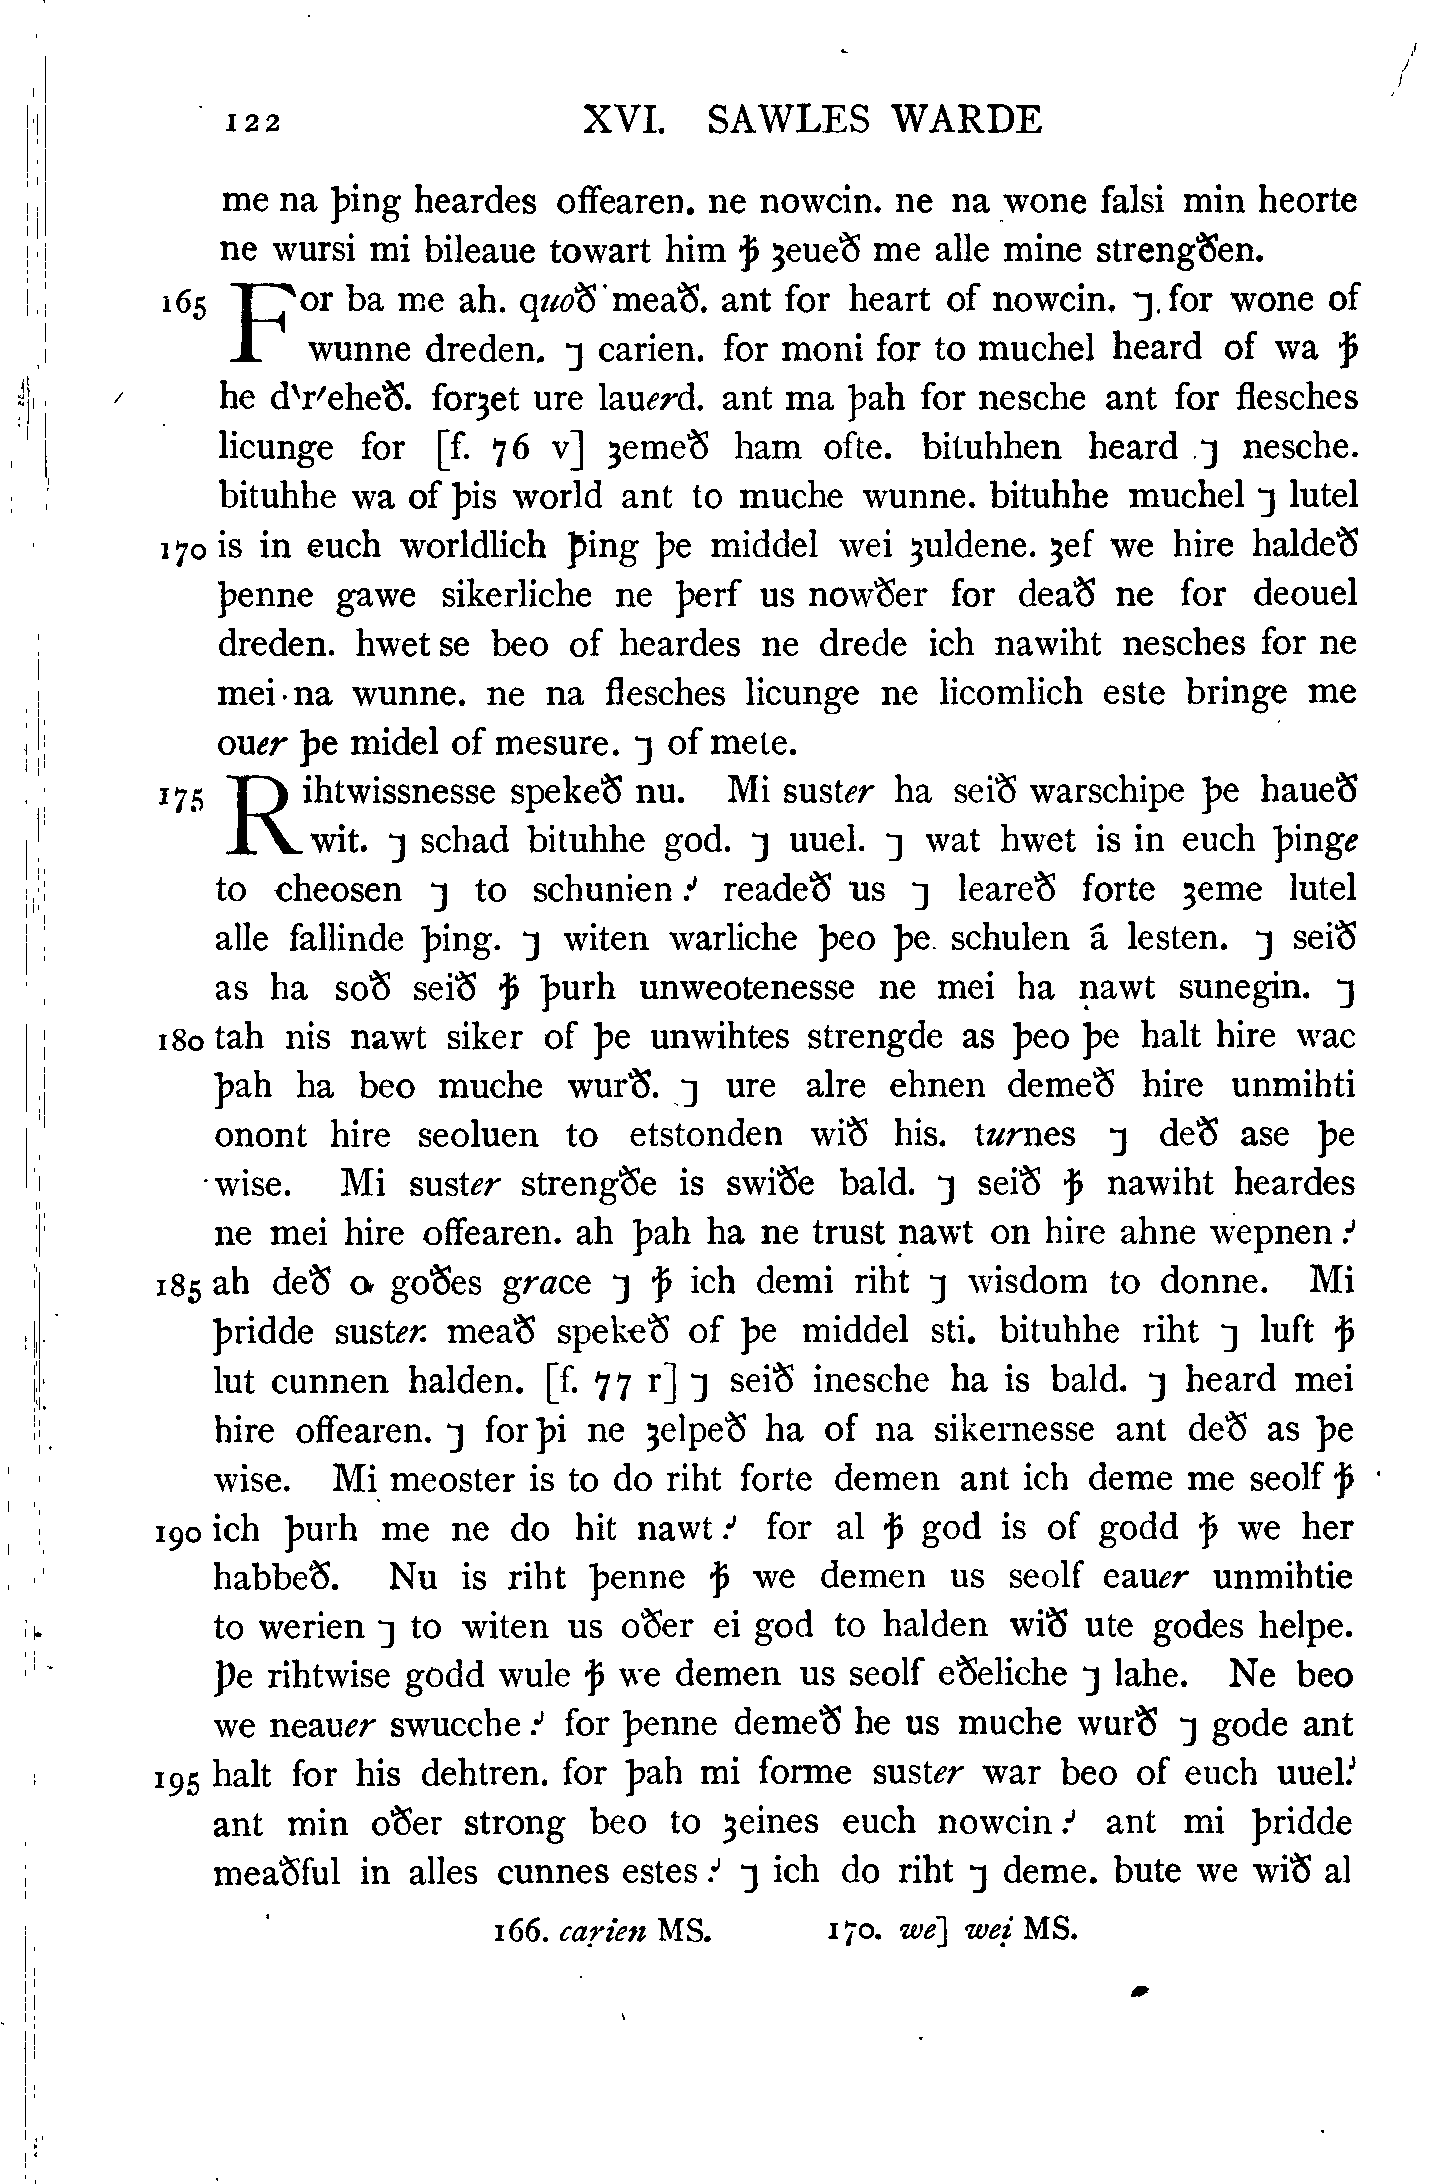 122 XVI. SAWLES WARDE
me na þing heardes offearen. ne nowcin. ne na wone falsi min heorte
ne wursi mi bileaue towart him ꝥ ȝeueð me alle mine strengðen.
165 For ba me ah. quoð meað. ant for heart of nowcin. ⁊. for wone of
wunne dreden. ⁊ carien. for moni for to muchel heard of wa ꝥ
he d‵r′eheð. forȝet ure lauerd. ant ma þah for nesche ant for flesches
licunge for [f. 76 v] ȝemeð ham ofte. bituhhen heard ⁊ nesche.
bituhhe wa of þis world ant to muche wunne. bituhhe muchel ⁊ lutel
170 is in euch worldlich þing þe middel wei ȝuldene. ȝef we hire haldeð
þenne gawe sikerliche ne þerf us nowðer for deað ne for deouel
dreden. hwet se beo of heardes ne drede ich nawiht nesches for ne
mei na wunne. ne na flesches licunge ne licomlich este bringe me
ouer þe midel of mesure. ⁊ of mete.
175 Rihtwissnesse spekeð nu. Mi suster ha seið warschipe þe haueð
wit. ⁊ schad bituhhe god. ⁊ uuel. ⁊ wat hwet is in euch þinge
to cheosen ⁊ to schunien⹎ readeð us ⁊ leareð forte ȝeme lutel
alle fallinde þing. ⁊ witen warliche þeo þe. schulen ā lesten. ⁊ seið
as ha soð seið ꝥ þurh unweotenesse ne mei ha ṇawt sunegin. ⁊
180 tah nis nawt siker of þe unwihtes strengde as þeo þe halt hire wac
þah ha beo muche wurð. ⁊ ure alre ehnen demeð hire unmihti
onont hire seoluen to etstonden wið his. turnes ⁊ deð ase þe
wise. Mi suster strengðe is swiðe bald. ⁊ seið ꝥ nawiht heardes
ne mei hire offearen. ah þah ha ne trust ṇawt on hire ahne wepnen⹎
185 ah deð o goðes grace ⁊ ꝥ ich demi riht ⁊ wisdom to donne. Mi
þridde suster. meað spekeð of þe middel sti. bituhhe riht ⁊ luft ꝥ
lut cunnen halden. [f. 77 r] ⁊ seið inesche ha is bald. ⁊ heard mei
hire offearen. ⁊ forþi ne ȝelpeð ha of na sikernesse ant deð as þe
wise. Mi meoster is to do riht forte demen ant ich deme me seolf ꝥ
190 ich þurh me ne do hit nawt⹎ for al ꝥ god is of godd ꝥ we her
habbeð. Nu is riht þenne ꝥ we demen us seolf eauer unmihtie
to werien ⁊ to witen us oðer ei god to halden wið ute godes helpe.
Þe rihtwise godd wule ꝥ we demen us seolf eðeliche ⁊ lahe. Ne beo
we neauer swucche⹎ for þenne demeð he us muche wurð ⁊ gode ant
195 halt for his dehtren. for þah mi forme suster war beo of euch uuel⹎
ant min oðer strong beo to ȝeines euch nowcin⹎ ant mi þridde
meaðful in alles cunnes estes⹎ ⁊ ich do riht ⁊ deme. bute we wið al
166. caṛien MS. 170. we] weị MS.